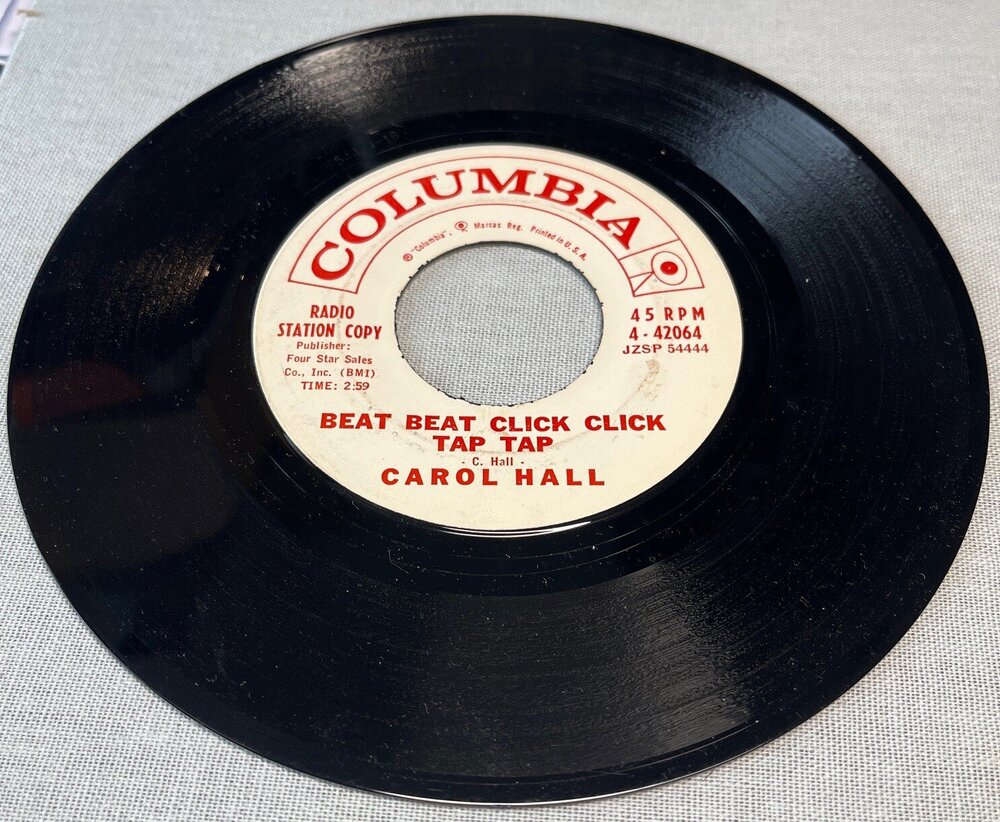 COLUMBIA
® "Columbia", Marcas Reg. Printed in U.S.A.
RADIO
STATION COPY
Publisher:
Four Star Sales
Co., Inc. (BMI)
TIME: 2:59
45 RPM
4-42064
JZSP 54444
BEAT BEAT CLICK CLICK
TAP TAP
- C. Hall -
CAROL HALL